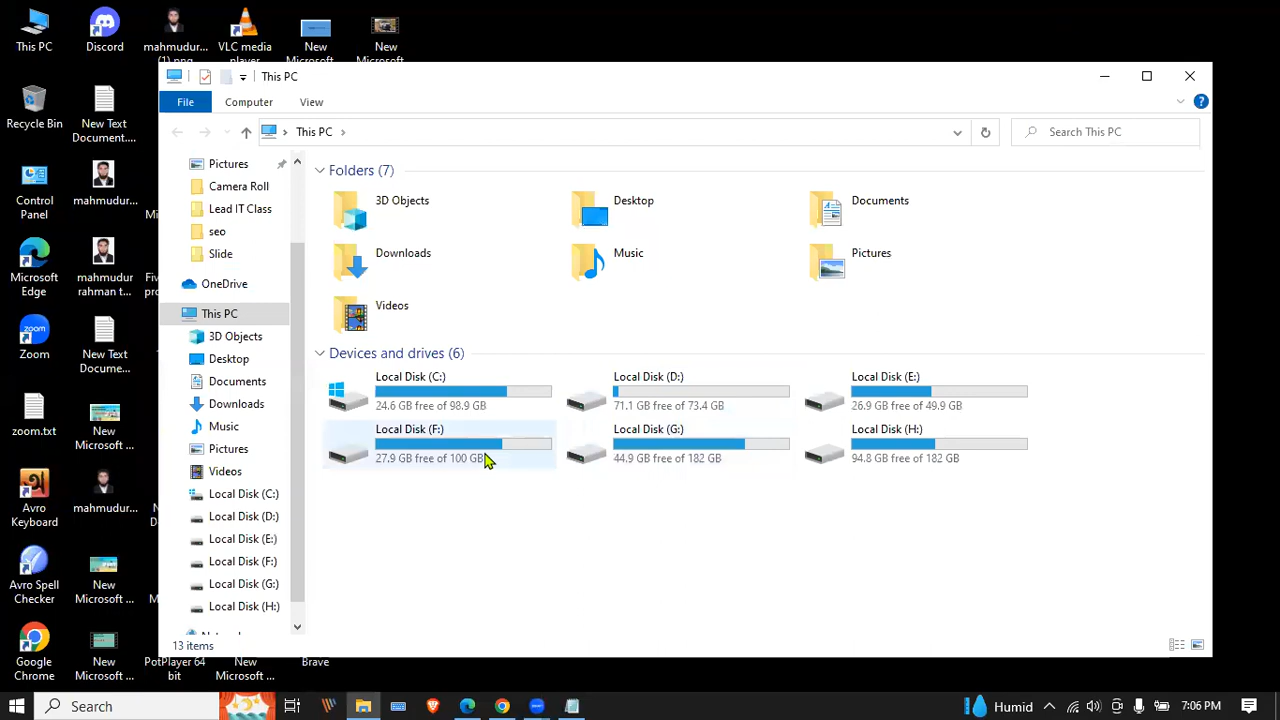 This PC
Discord
mahmudur...
(1).png
VLC media
player
New
Microsoft
New
Microsoft
This PC
File
Computer
View
This PC
Search This PC
Recycle Bin
New Text
Document....
Control
Panel
mahmudur...
Microsoft
Edge
mahmudur
rahman t...
Zoom
New Text
Docume...
zoom.txt
New
Microsoft ...
Avro
Keyboard
mahmudur...
Avro Spell
Checker
New
Microsoft ...
Google
Chrome
New
Microsoft ...
PotPlayer 64
bit
New
Microsoft ...
Brave
Pictures
Camera Roll
Lead IT Class
seo
Slide
OneDrive
This PC
3D Objects
Desktop
Documents
Downloads
Music
Pictures
Videos
Local Disk (C:)
Local Disk (D:)
Local Disk (E:)
Local Disk (F:)
Local Disk (G:)
Local Disk (H:)
Folders (7)
3D Objects
Desktop
Documents
Downloads
Music
Pictures
Videos
Devices and drives (6)
Local Disk (C:)
24.6 GB free of 98.9 GB
Local Disk (D:)
71.1 GB free of 73.4 GB
Local Disk (E:)
26.9 GB free of 49.9 GB
Local Disk (F:)
27.9 GB free of 100 GB
Local Disk (G:)
44.9 GB free of 182 GB
Local Disk (H:)
94.8 GB free of 182 GB
13 items
Search
Humid
7:06 PM